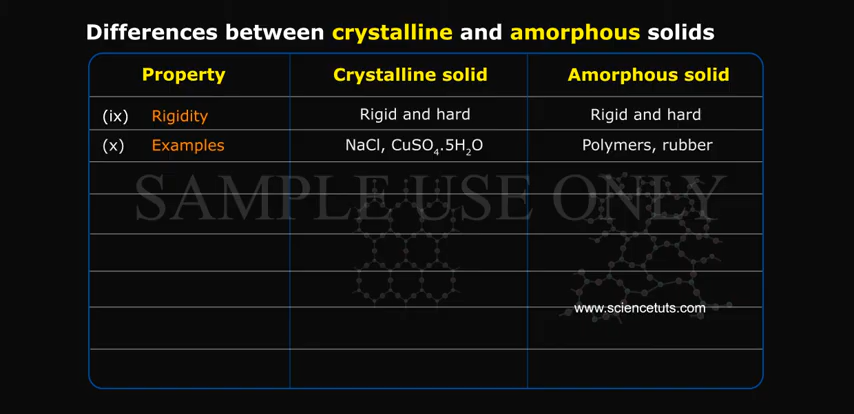 Differences between crystalline and amorphous solids
Property Crystalline solid Amorphous solid
(ix) Rigidity Rigid and hard Rigid and hard
(x) Examples NaCl, CuSO₄.5H₂O Polymers, rubber
SAMPLE USE ONLY
www.sciencetuts.com